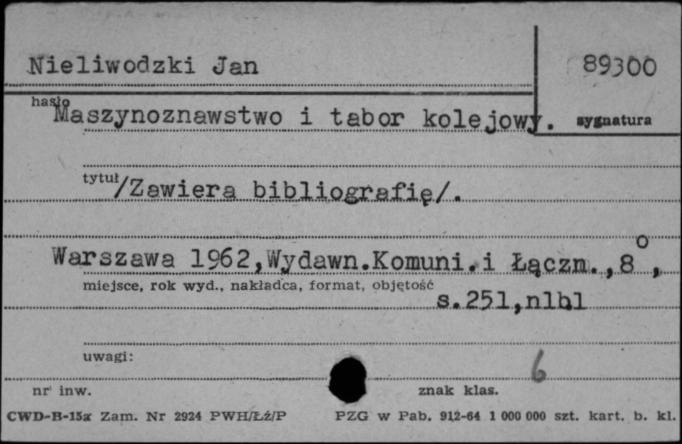 Nieliwodzki Jan
89300
hasło
Maszynoznawstwo i tabor kolejowy.
sygnatura
tytuł
/Zawiera bibliografię/.
Warszawa 1962,Wydawn.Komuni.i Łączn.,8°,
miejsce, rok wyd., nakładca, format, objętość
s.251,nlb1
uwagi:
6
nr inw.
znak klas.
CWD-B-15a Zam. Nr 2924 PWH/Łż/P PZG w Pab. 912-64 1 000 000 szt. kart. b. kl.